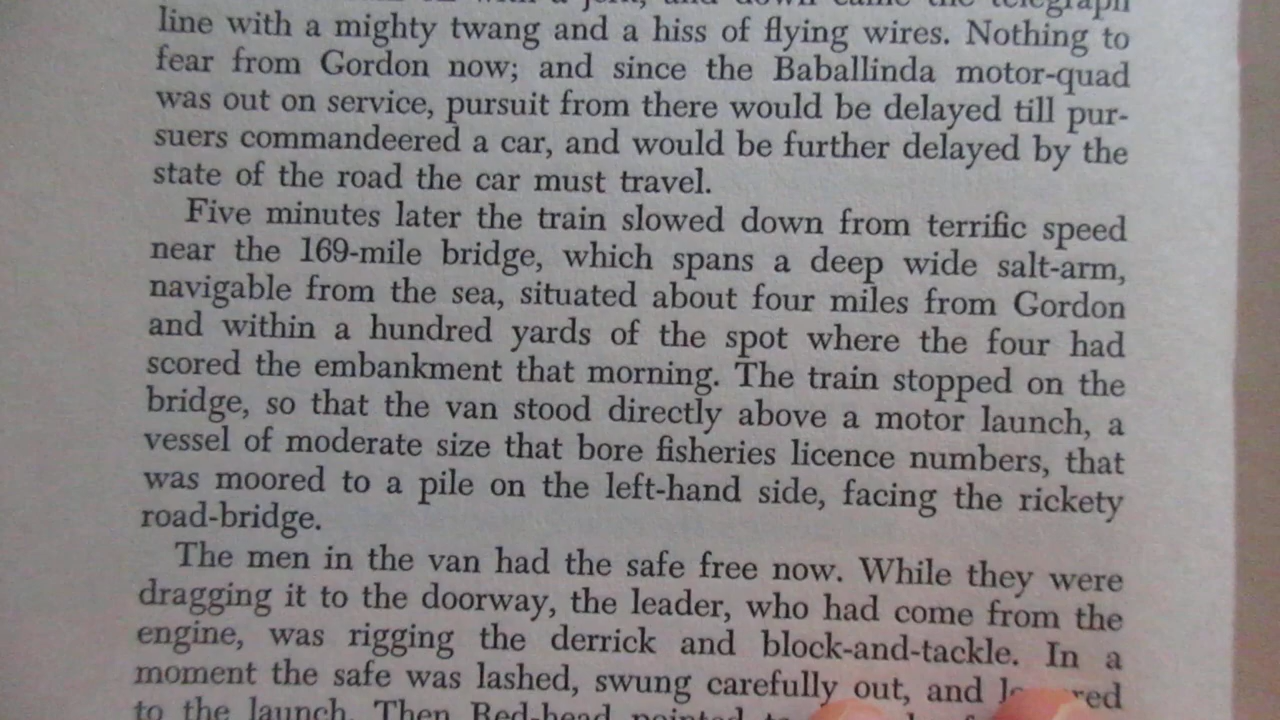 and down came the telegraph
line with a mighty twang and a hiss of flying wires. Nothing to
fear from Gordon now; and since the Baballinda motor-quad
was out on service, pursuit from there would be delayed till pur-
suers commandeered a car, and would be further delayed by the
state of the road the car must travel.
Five minutes later the train slowed down from terrific speed
near the 169-mile bridge, which spans a deep wide salt-arm,
navigable from the sea, situated about four miles from Gordon
and within a hundred yards of the spot where the four had
scored the embankment that morning. The train stopped on the
bridge, so that the van stood directly above a motor launch, a
vessel of moderate size that bore fisheries licence numbers, that
was moored to a pile on the left-hand side, facing the rickety
road-bridge.
The men in the van had the safe free now. While they were
dragging it to the doorway, the leader, who had come from the
engine, was rigging the derrick and block-and-tackle. In a
moment the safe was lashed, swung carefully out, and
to the launch. Then Red-head pointed